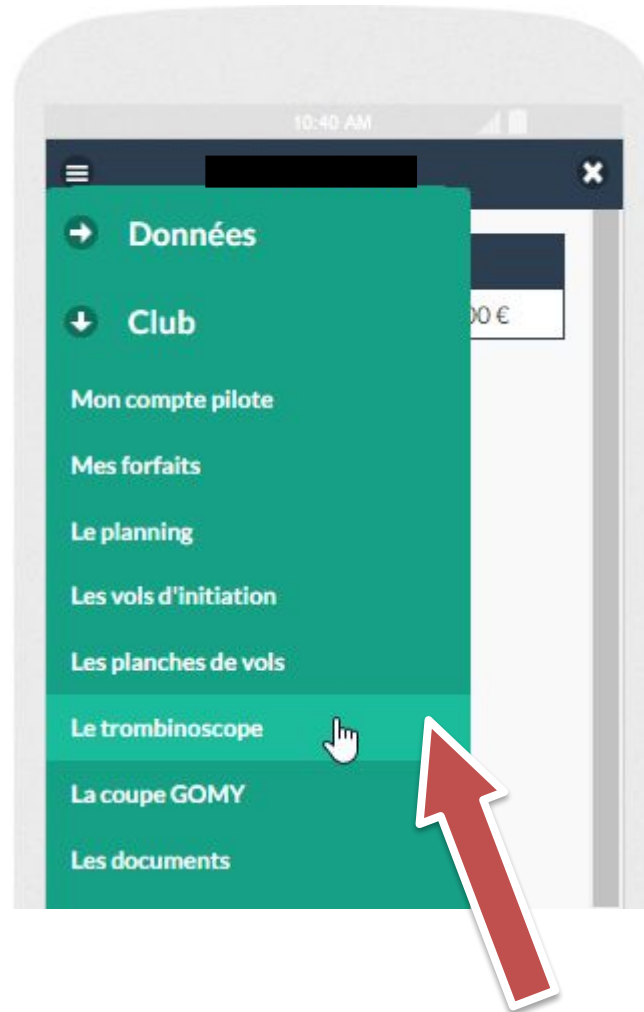 10:40 AM
Données
Club
00 €
Mon compte pilote
Mes forfaits
Le planning
Les vols d'initiation
Les planches de vols
Le trombinoscope
La coupe GOMY
Les documents